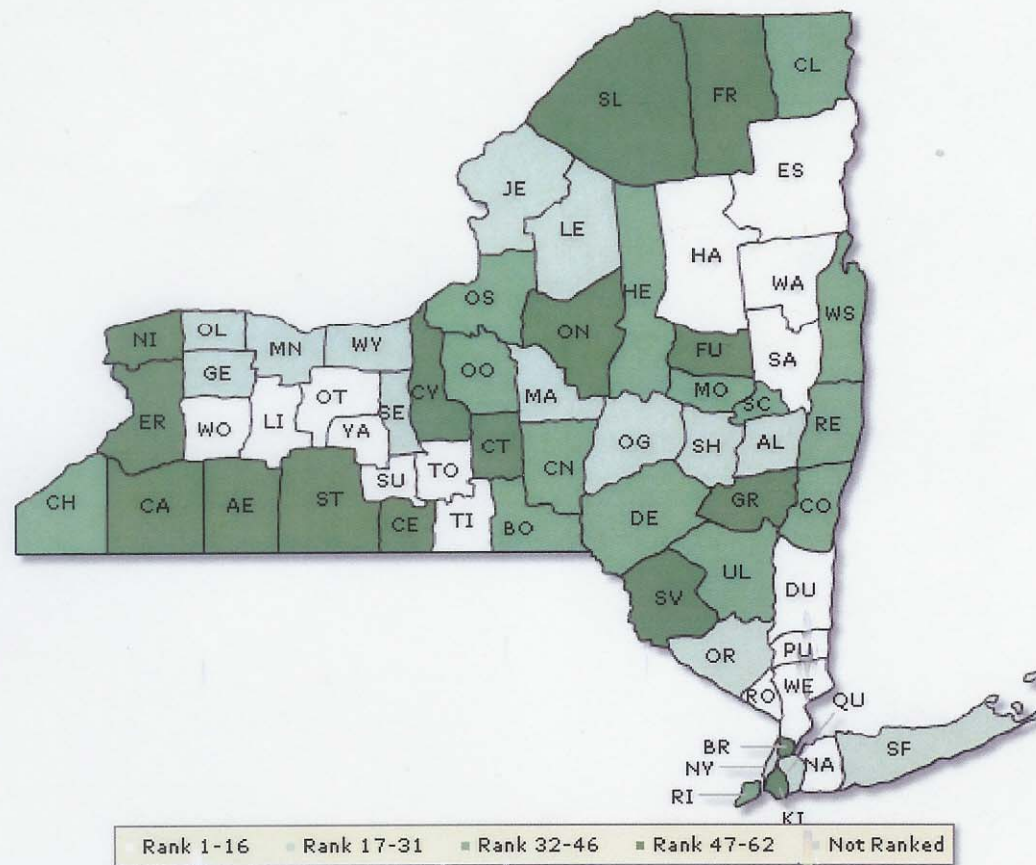 CL
SL FR
ES
JE
LE
HA
HE WA
OS WS
NI OL ON
MN WY FU SA
GE OO MO
CY MA SC
ER OT SE RE
WO LI YA OG SH AL
CT
SU TO CN
CH CA AE ST GR CO
CE TI BO DE
UL
SV DU
OR PU
RO WE QU
BR SF
NY NA
RI
KI
Rank 1-16 Rank 17-31 Rank 32-46 Rank 47-62 Not Ranked